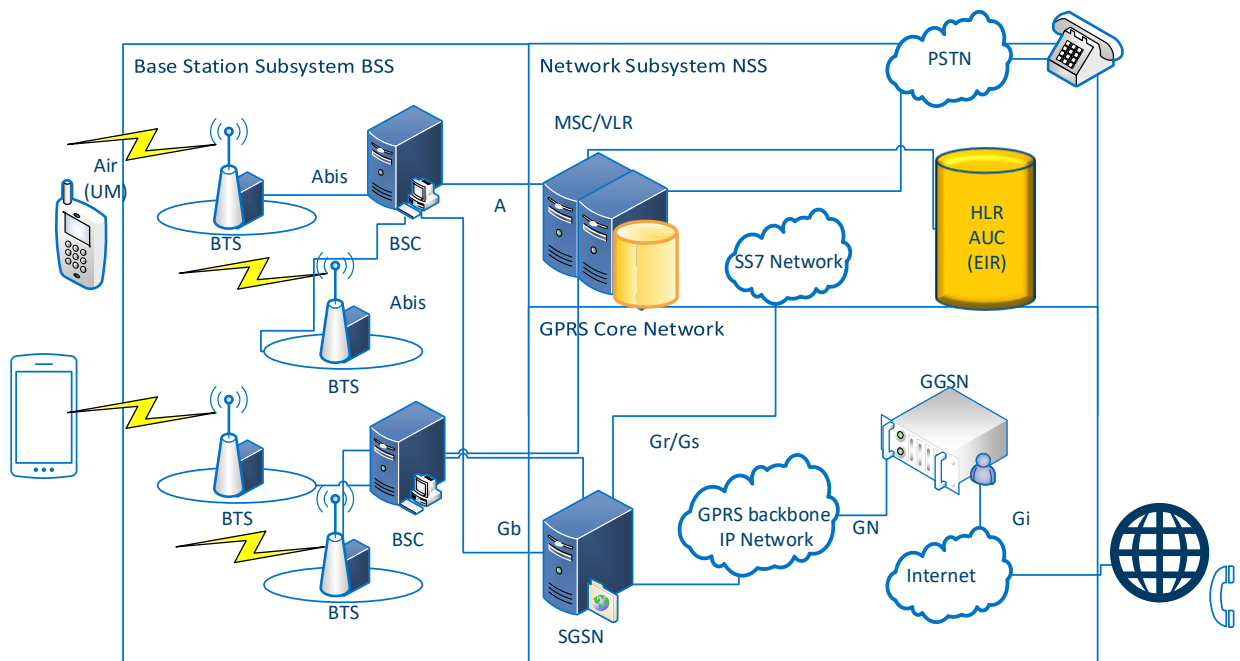 Base Station Subsystem BSS
Network Subsystem NSS
PSTN
MSC/VLR
Air
(UM)
Abis
A
BTS
BSC
HLR
AUC
(EIR)
SS7 Network
Abis
GPRS Core Network
BTS
GGSN
Gr/Gs
GPRS backbone
IP Network
GN
Gi
BTS
BSC
Gb
Internet
BTS
SGSN